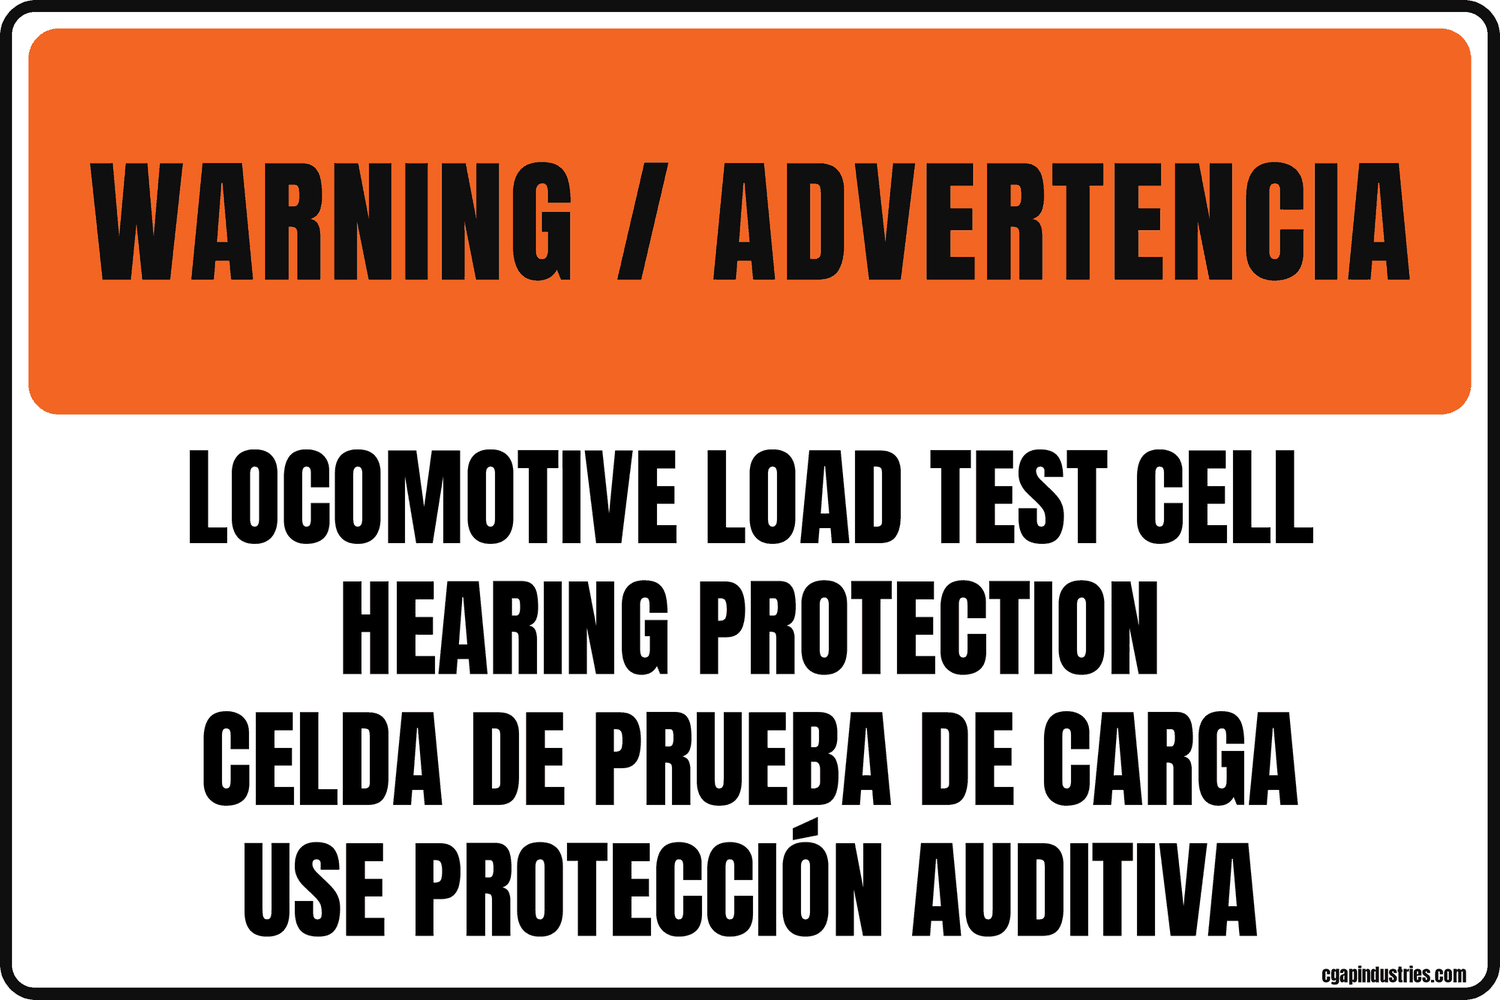 WARNING / ADVERTENCIA
LOCOMOTIVE LOAD TEST CELL
HEARING PROTECTION
CELDA DE PRUEBA DE CARGA
USE PROTECCIÓN AUDITIVA
cgapindustries.com